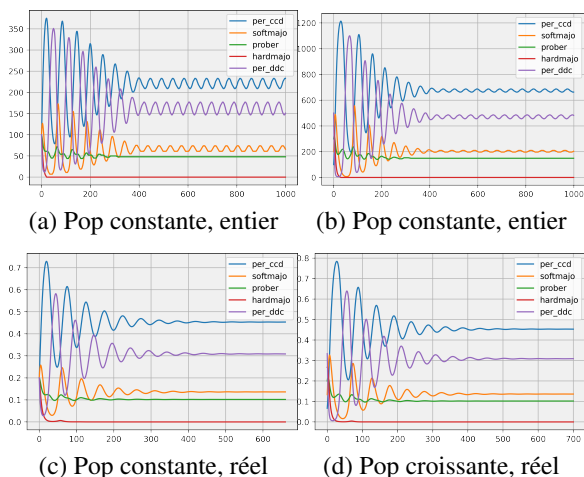 350
300
250
200
150
100
50
0
0 200 400 600 800 1000
per_ccd
softmajo
prober
hardmajo
per_ddc
(a) Pop constante, entier
1200
1000
800
600
400
200
0
0 200 400 600 800 1000
per_ccd
softmajo
prober
hardmajo
per_ddc
(b) Pop constante, entier
0.7
0.6
0.5
0.4
0.3
0.2
0.1
0.0
0 100 200 300 400 500 600
per_ccd
softmajo
prober
hardmajo
per_ddc
(c) Pop constante, réel
0.8
0.7
0.6
0.5
0.4
0.3
0.2
0.1
0.0
0 100 200 300 400 500 600 700
per_ccd
softmajo
prober
hardmajo
per_ddc
(d) Pop croissante, réel